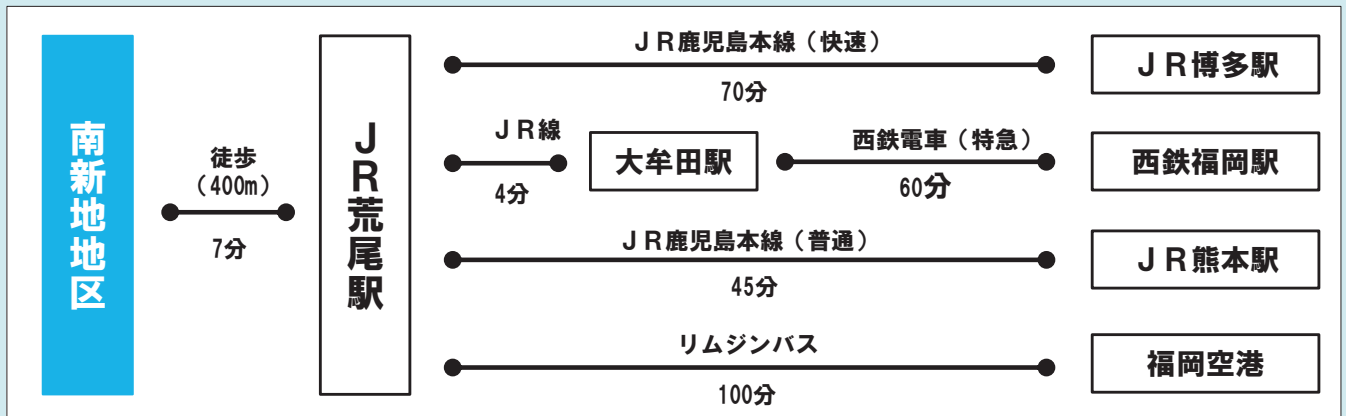 南新地地区
徒歩
（400m）
7分
ＪＲ荒尾駅
ＪＲ鹿児島本線（快速）
70分
ＪＲ博多駅
ＪＲ線
4分
大牟田駅
西鉄電車（特急）
60分
西鉄福岡駅
ＪＲ鹿児島本線（普通）
45分
ＪＲ熊本駅
リムジンバス
100分
福岡空港